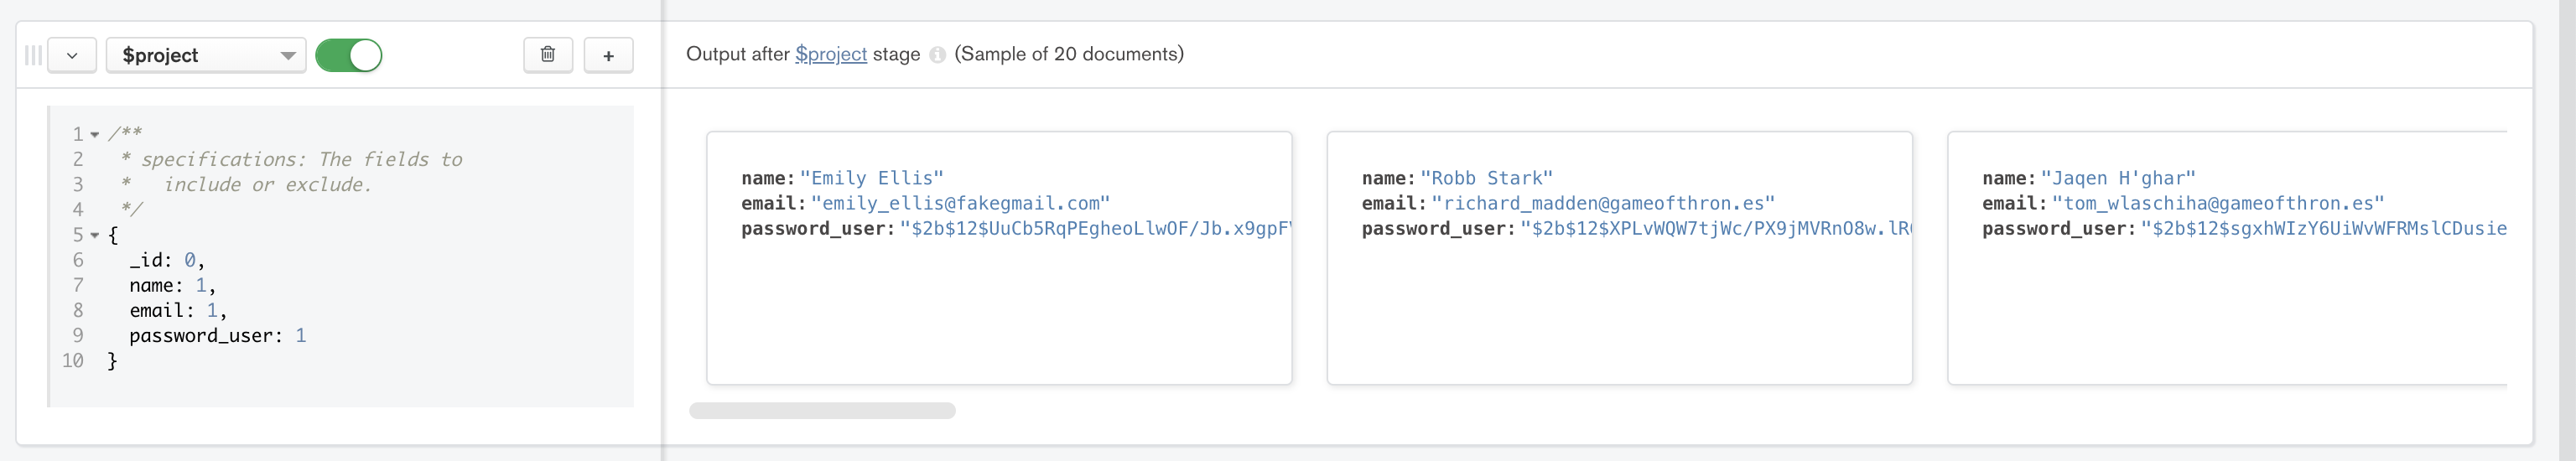 $project
Output after $project stage (Sample of 20 documents)
1 /**
2 * specifications: The fields to
3 * include or exclude.
4 */
5 {
6 _id: 0,
7 name: 1,
8 email: 1,
9 password_user: 1
10 }
name: "Emily Ellis"
email: "emily_ellis@fakegmail.com"
password_user: "$2b$12$UuCb5RqPEgheoLlwOF/Jb.x9gpF
name: "Robb Stark"
email: "richard_madden@gameofthron.es"
password_user: "$2b$12$XPLvWQW7tjWc/PX9jMVRnO8w.lR
name: "Jaqen H'ghar"
email: "tom_wlaschiha@gameofthron.es"
password_user: "$2b$12$sgxhWIzY6UiWvWFRMslCDusie